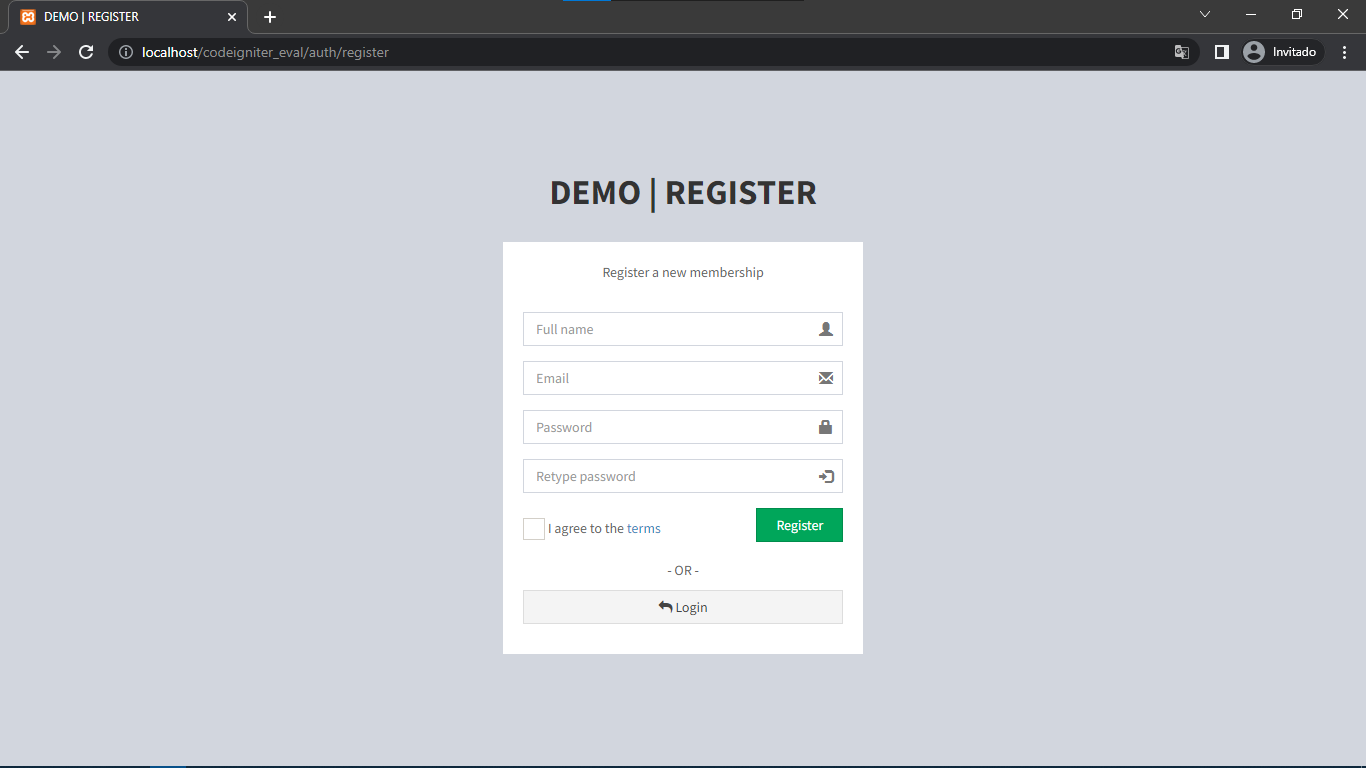 DEMO | REGISTER
localhost/codeigniter_eval/auth/register
Invitado
DEMO | REGISTER
Register a new membership
Full name
Email
Password
Retype password
I agree to the terms
Register
- OR -
Login